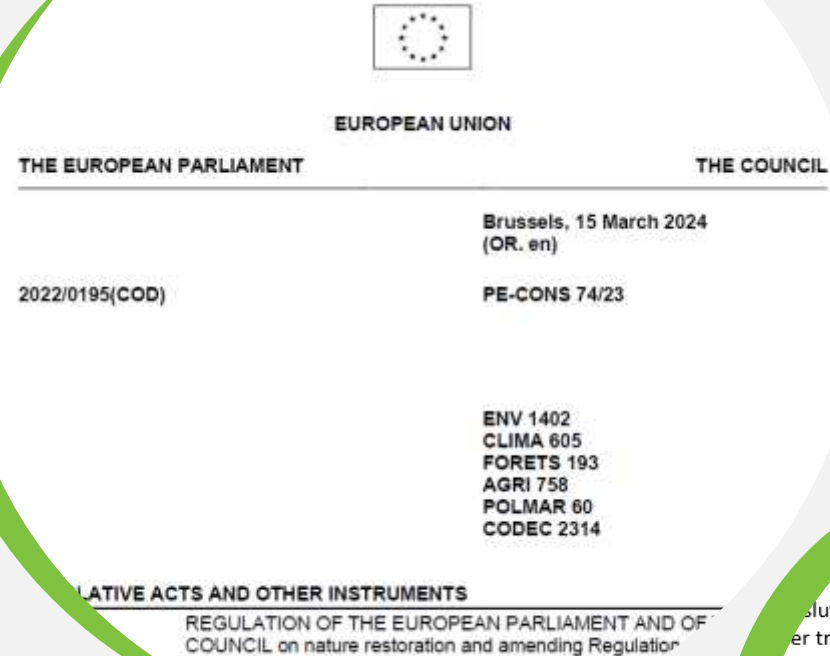 EUROPEAN UNION
THE EUROPEAN PARLIAMENT THE COUNCIL
Brussels, 15 March 2024
(OR. en)
2022/0195(COD) PE-CONS 74/23
ENV 1402
CLIMA 605
FORETS 193
AGRI 758
POLMAR 60
CODEC 2314
LATIVE ACTS AND OTHER INSTRUMENTS
REGULATION OF THE EUROPEAN PARLIAMENT AND OF
COUNCIL on nature restoration and amending Regulation